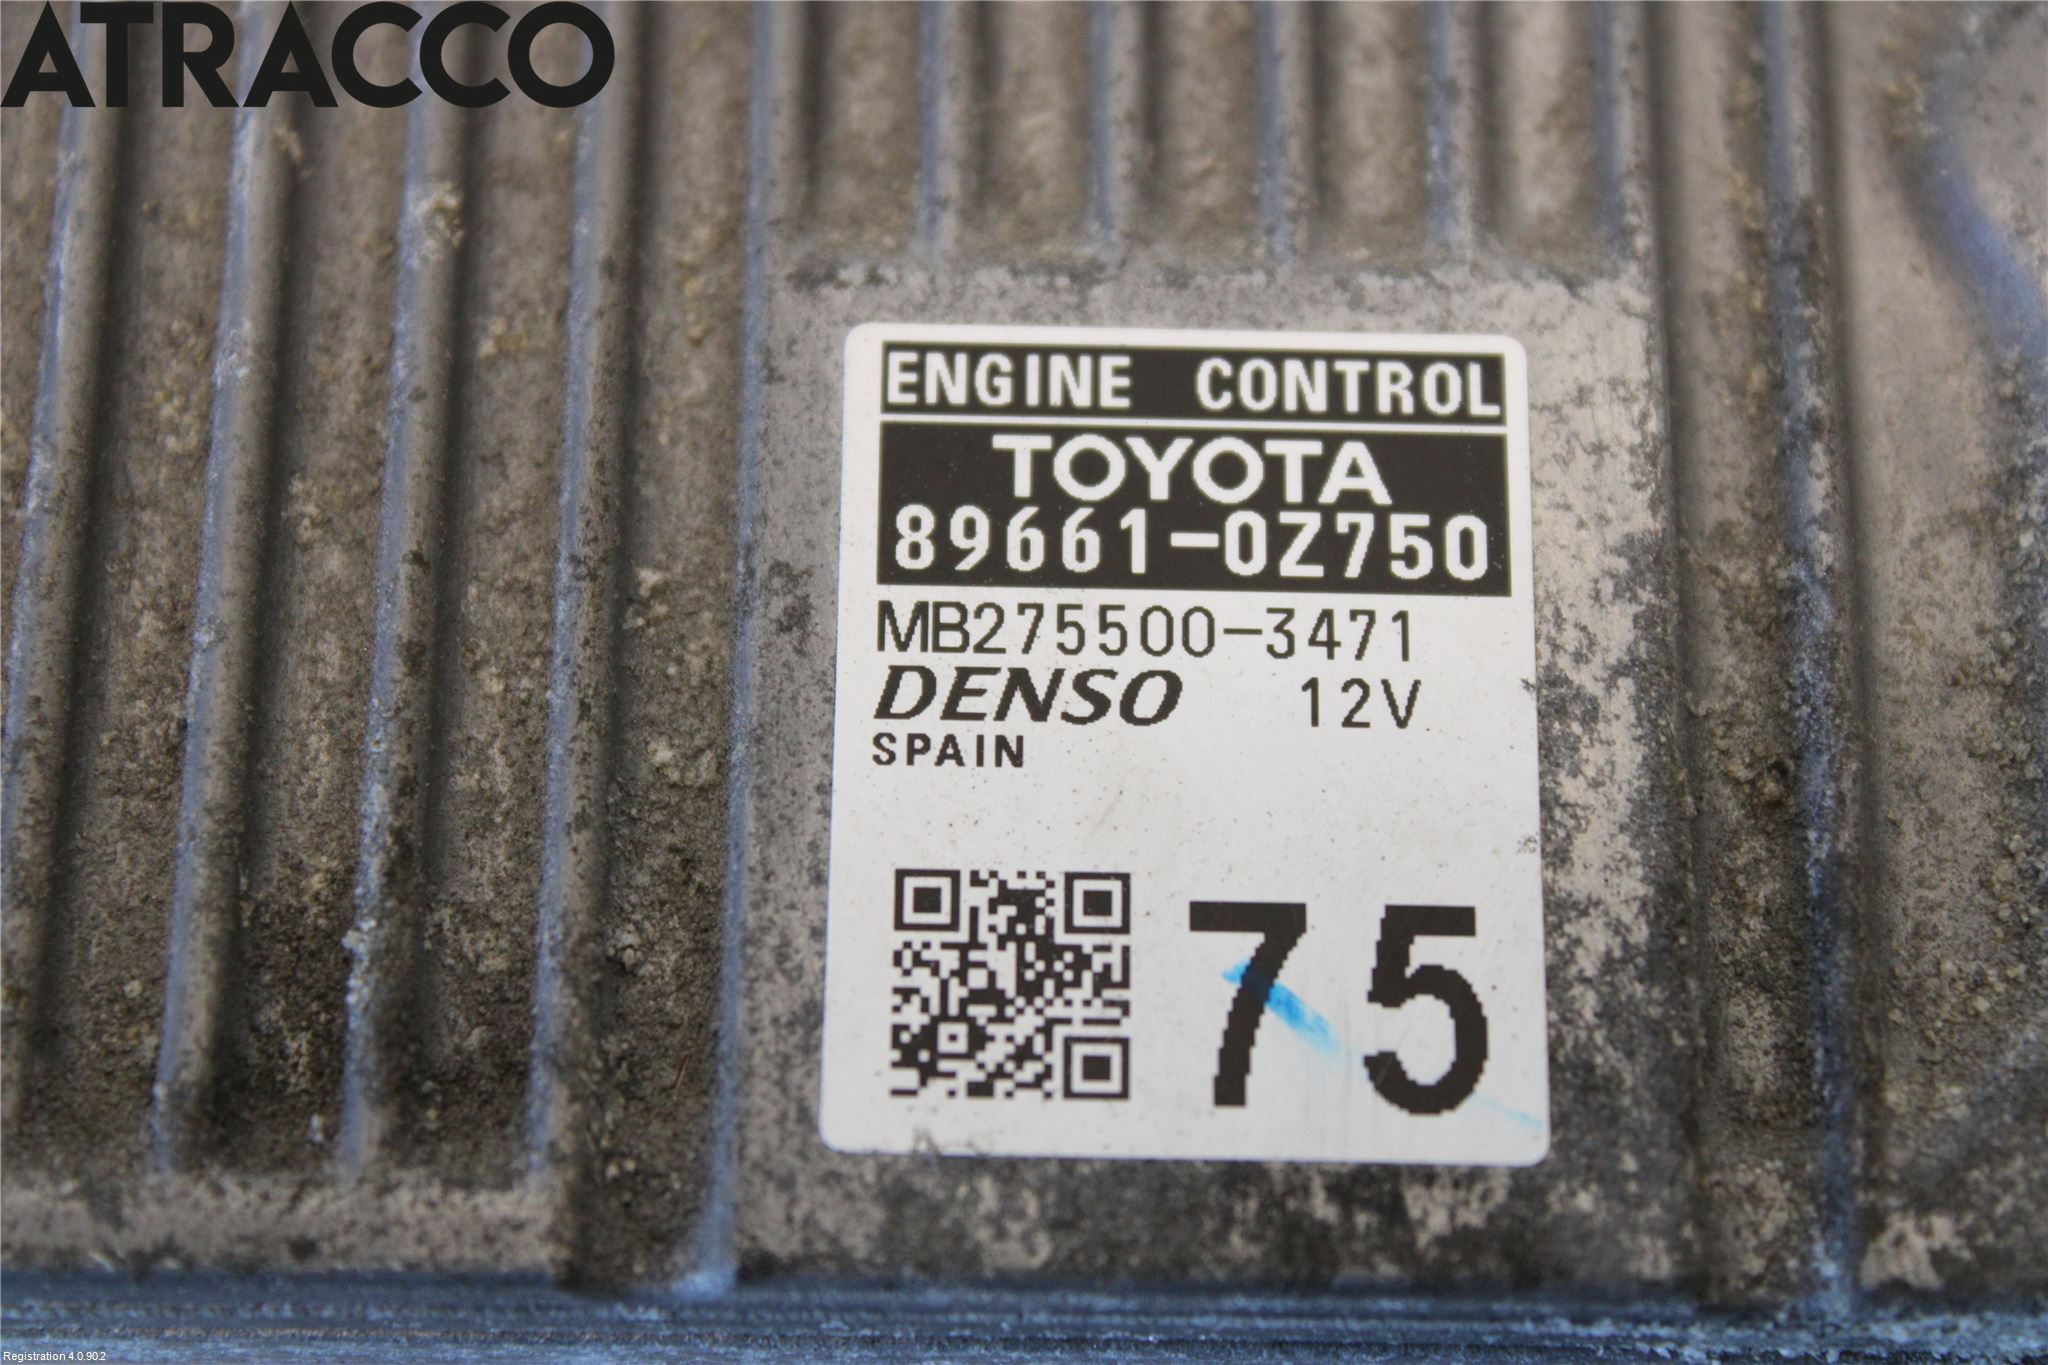 ATRACCO
ENGINE CONTROL
TOYOTA
89661-0Z750
MB275500-3471
DENSO 12V
SPAIN
75
Registration 4.0.902